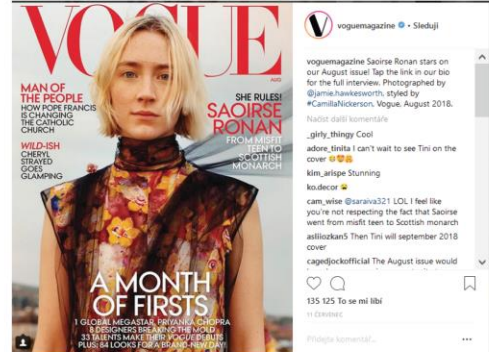 VOGUE
AUG
MAN OF
THE PEOPLE
HOW POPE FRANCIS
IS CHANGING
THE CATHOLIC
CHURCH
WILD-ISH
CHERYL
STRAYED
GOES
GLAMPING
SHE RULES!
SAOIRSE
RONAN
FROM MISFIT
TEEN TO
SCOTTISH
MONARCH
A MONTH
OF FIRSTS
1 GLOBAL MEGASTAR, PRIYANKA CHOPRA
8 DESIGNERS BREAKING THE MOLD
33 TALENTS MAKE THEIR VOGUE DEBUTS
PLUS: 84 LOOKS FOR A BRAND-NEW DAY!
V
voguemagazine • Sleduji
voguemagazine Saoirse Ronan stars on
our August issue! Tap the link in our bio
for the full interview. Photographed by
@jamie.hawkesworth, styled by
#CamillaNickerson, Vogue, August 2018.
Načíst další komentáře
_girly_thingy Cool
adore_tinita I can't wait to see Tini on the
cover
kim_arispe Stunning
ko.decor
cam_wise @saraiva321 LOL I feel like
you're not respecting the fact that Saoirse
went from misfit teen to Scottish monarch
asliiozkan5 Then Tini will september 2018
cover
cagedjockofficial The August issue would
135 125 To se mi líbí
11 ČERVENEC
Přidejte komentář...